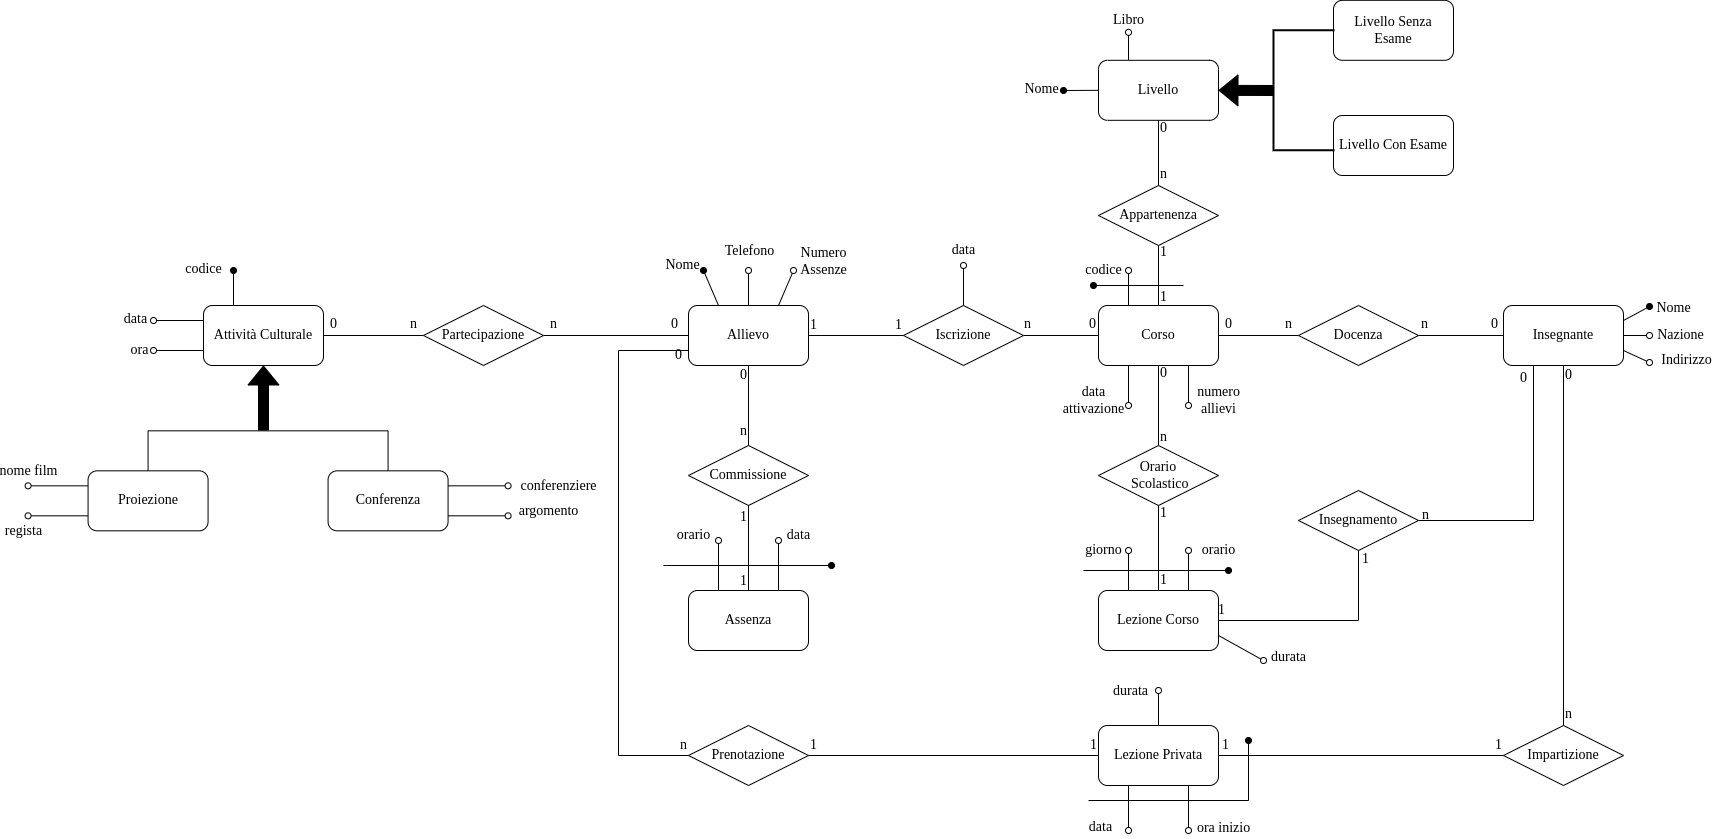 Livello Senza
Esame
Libro
Nome
Livello
0
Livello Con Esame
n
Appartenenza
1
codice
1
data
Telefono
Numero
Assenze
Nome
codice
data
ora
Attività Culturale
0
n
Partecipazione
n
0
0
Allievo
1
1
Iscrizione
n
0
Corso
0
n
Docenza
n
0
Insegnante
Nome
Nazione
Indirizzo
0
0
0
0
data
attivazione
numero
allievi
n
Commissione
1
n
Orario
Scolastico
1
nome film
regista
Proiezione
Conferenza
conferenziere
argomento
Insegnamento
n
1
orario
data
1
Assenza
giorno
orario
1
Lezione Corso
1
durata
durata
n
n
Prenotazione
1
1
Lezione Privata
1
1
Impartizione
data
ora inizio